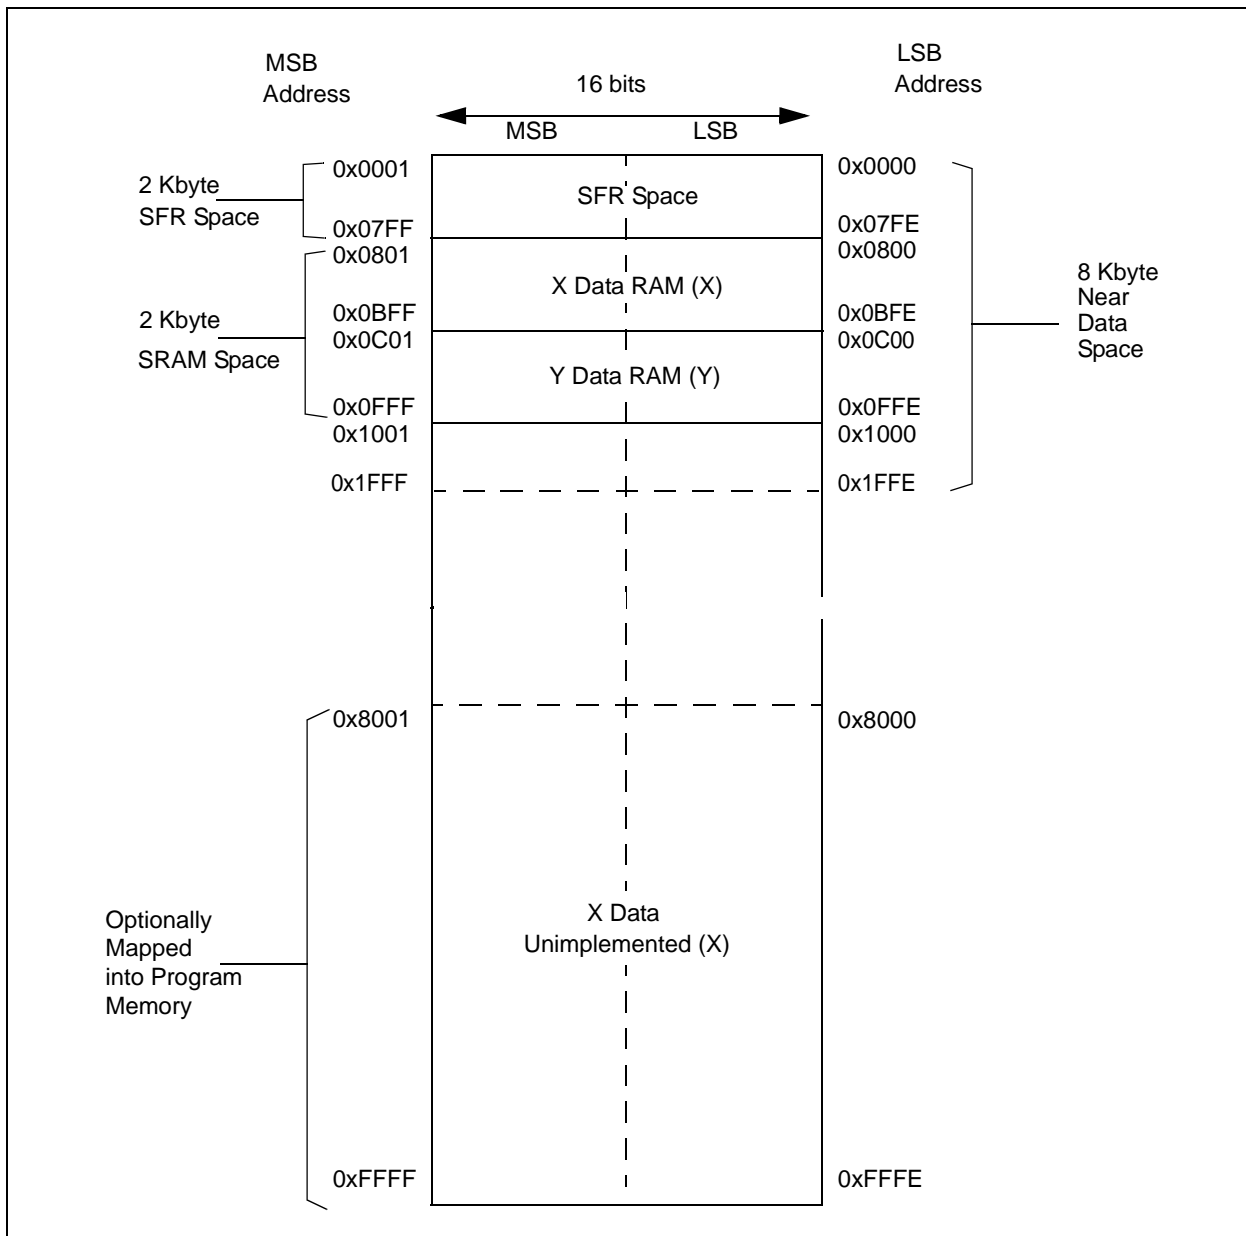 MSB
Address
LSB
Address
16 bits
MSB
LSB
0x0001
0x0000
2 Kbyte
SFR Space
SFR Space
0x07FF
0x07FE
0x0801
0x0800
X Data RAM (X)
8 Kbyte
Near
Data
Space
0x0BFF
0x0BFE
2 Kbyte
SRAM Space
0x0C01
0x0C00
Y Data RAM (Y)
0x0FFF
0x0FFE
0x1001
0x1000
0x1FFF
0x1FFE
0x8001
0x8000
Optionally
Mapped
into Program
Memory
X Data
Unimplemented (X)
0xFFFF
0xFFFE